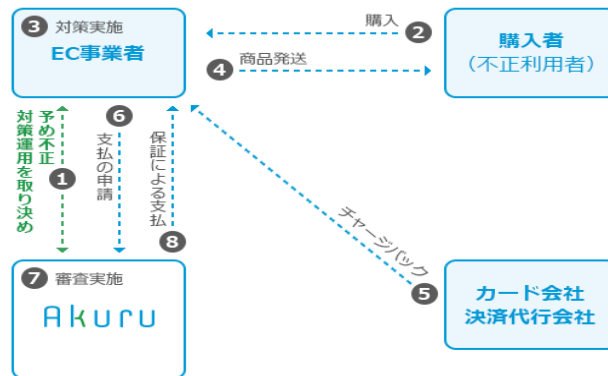 3 対策実施
EC事業者
購入 2
4 商品発送
購入者
（不正利用者）
予め不正
対策運用を取り決め
1
6
支払の申請
保証による支払
8
チャージバック
5
7 審査実施
Akuru
カード会社
決済代行会社